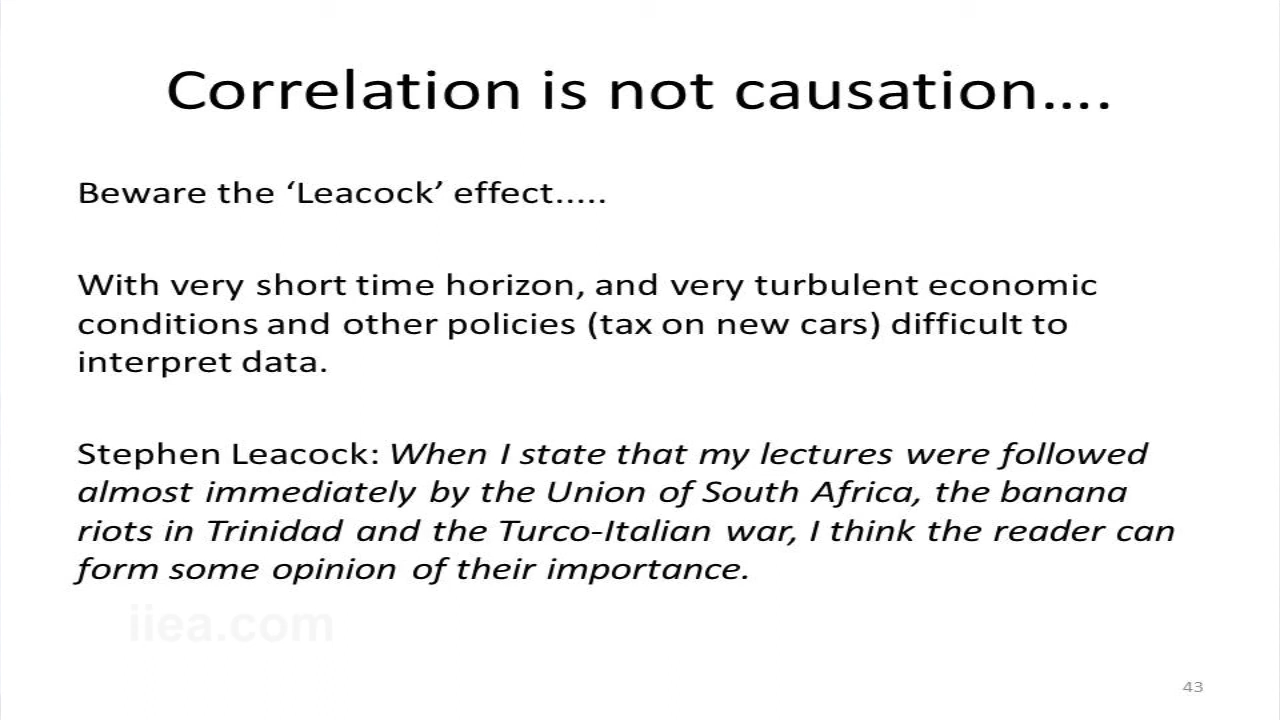 Correlation is not causation....
Beware the ‘Leacock’ effect.....
With very short time horizon, and very turbulent economic
conditions and other policies (tax on new cars) difficult to
interpret data.
Stephen Leacock: When I state that my lectures were followed
almost immediately by the Union of South Africa, the banana
riots in Trinidad and the Turco-Italian war, I think the reader can
form some opinion of their importance.
iiea.com
43